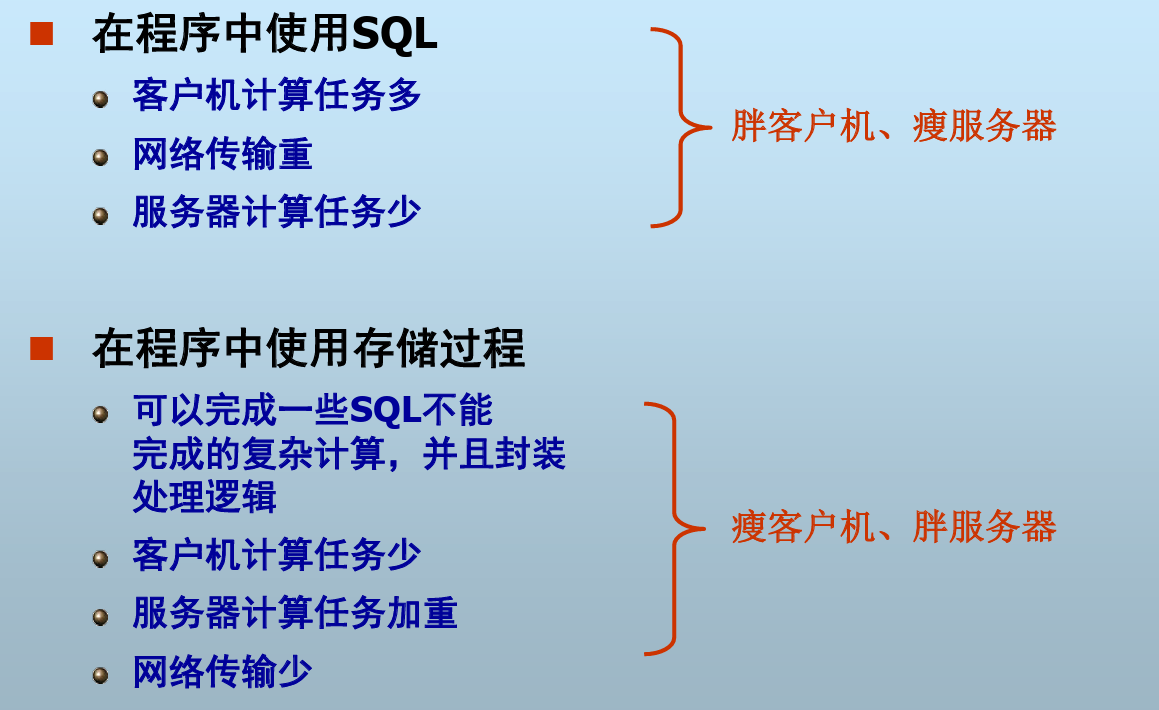 在程序中使用SQL
客户机计算任务多
网络传输重
服务器计算任务少
胖客户机、瘦服务器
在程序中使用存储过程
可以完成一些SQL不能
完成的复杂计算，并且封装
处理逻辑
客户机计算任务少
服务器计算任务加重
网络传输少
瘦客户机、胖服务器